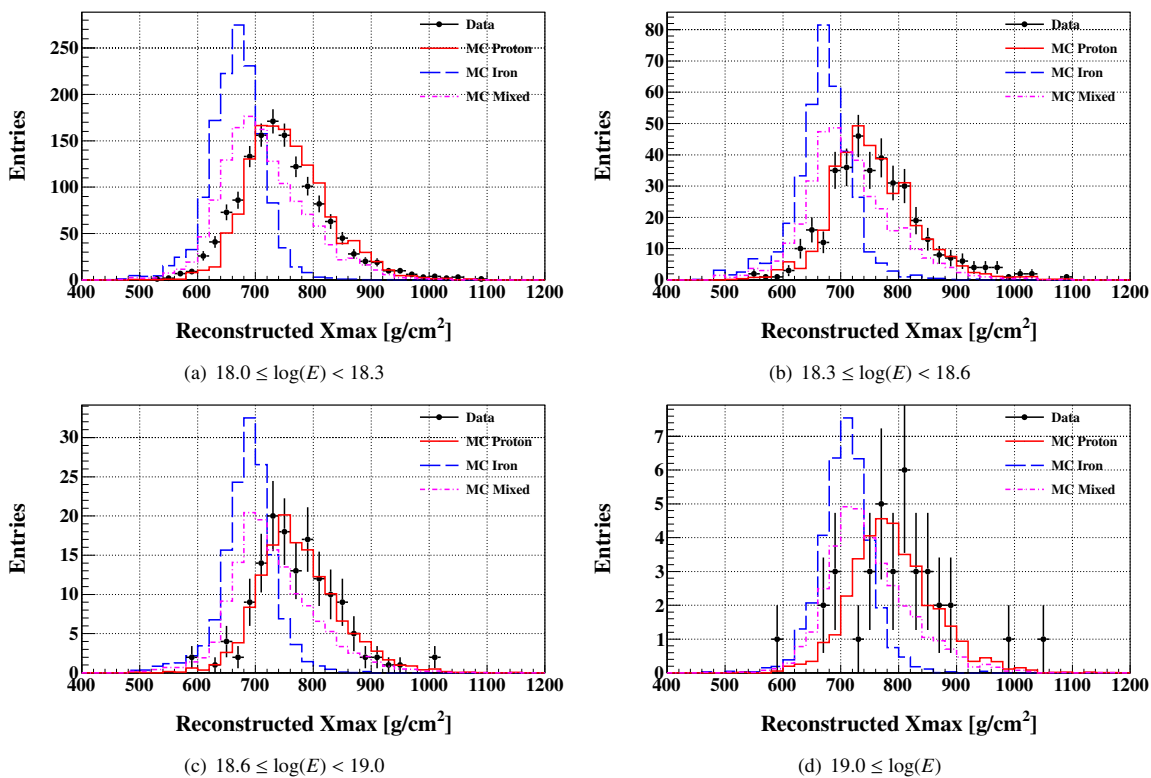 Data
MC Proton
MC Iron
MC Mixed
Entries
250
200
150
100
50
0
400 500 600 700 800 900 1000 1100 1200
Reconstructed Xmax [g/cm²]
(a) 18.0 ≤ log(E) < 18.3
Data
MC Proton
MC Iron
MC Mixed
Entries
80
70
60
50
40
30
20
10
0
400 500 600 700 800 900 1000 1100 1200
Reconstructed Xmax [g/cm²]
(b) 18.3 ≤ log(E) < 18.6
Data
MC Proton
MC Iron
MC Mixed
Entries
30
25
20
15
10
5
0
400 500 600 700 800 900 1000 1100 1200
Reconstructed Xmax [g/cm²]
(c) 18.6 ≤ log(E) < 19.0
Data
MC Proton
MC Iron
MC Mixed
Entries
7
6
5
4
3
2
1
0
400 500 600 700 800 900 1000 1100 1200
Reconstructed Xmax [g/cm²]
(d) 19.0 ≤ log(E)